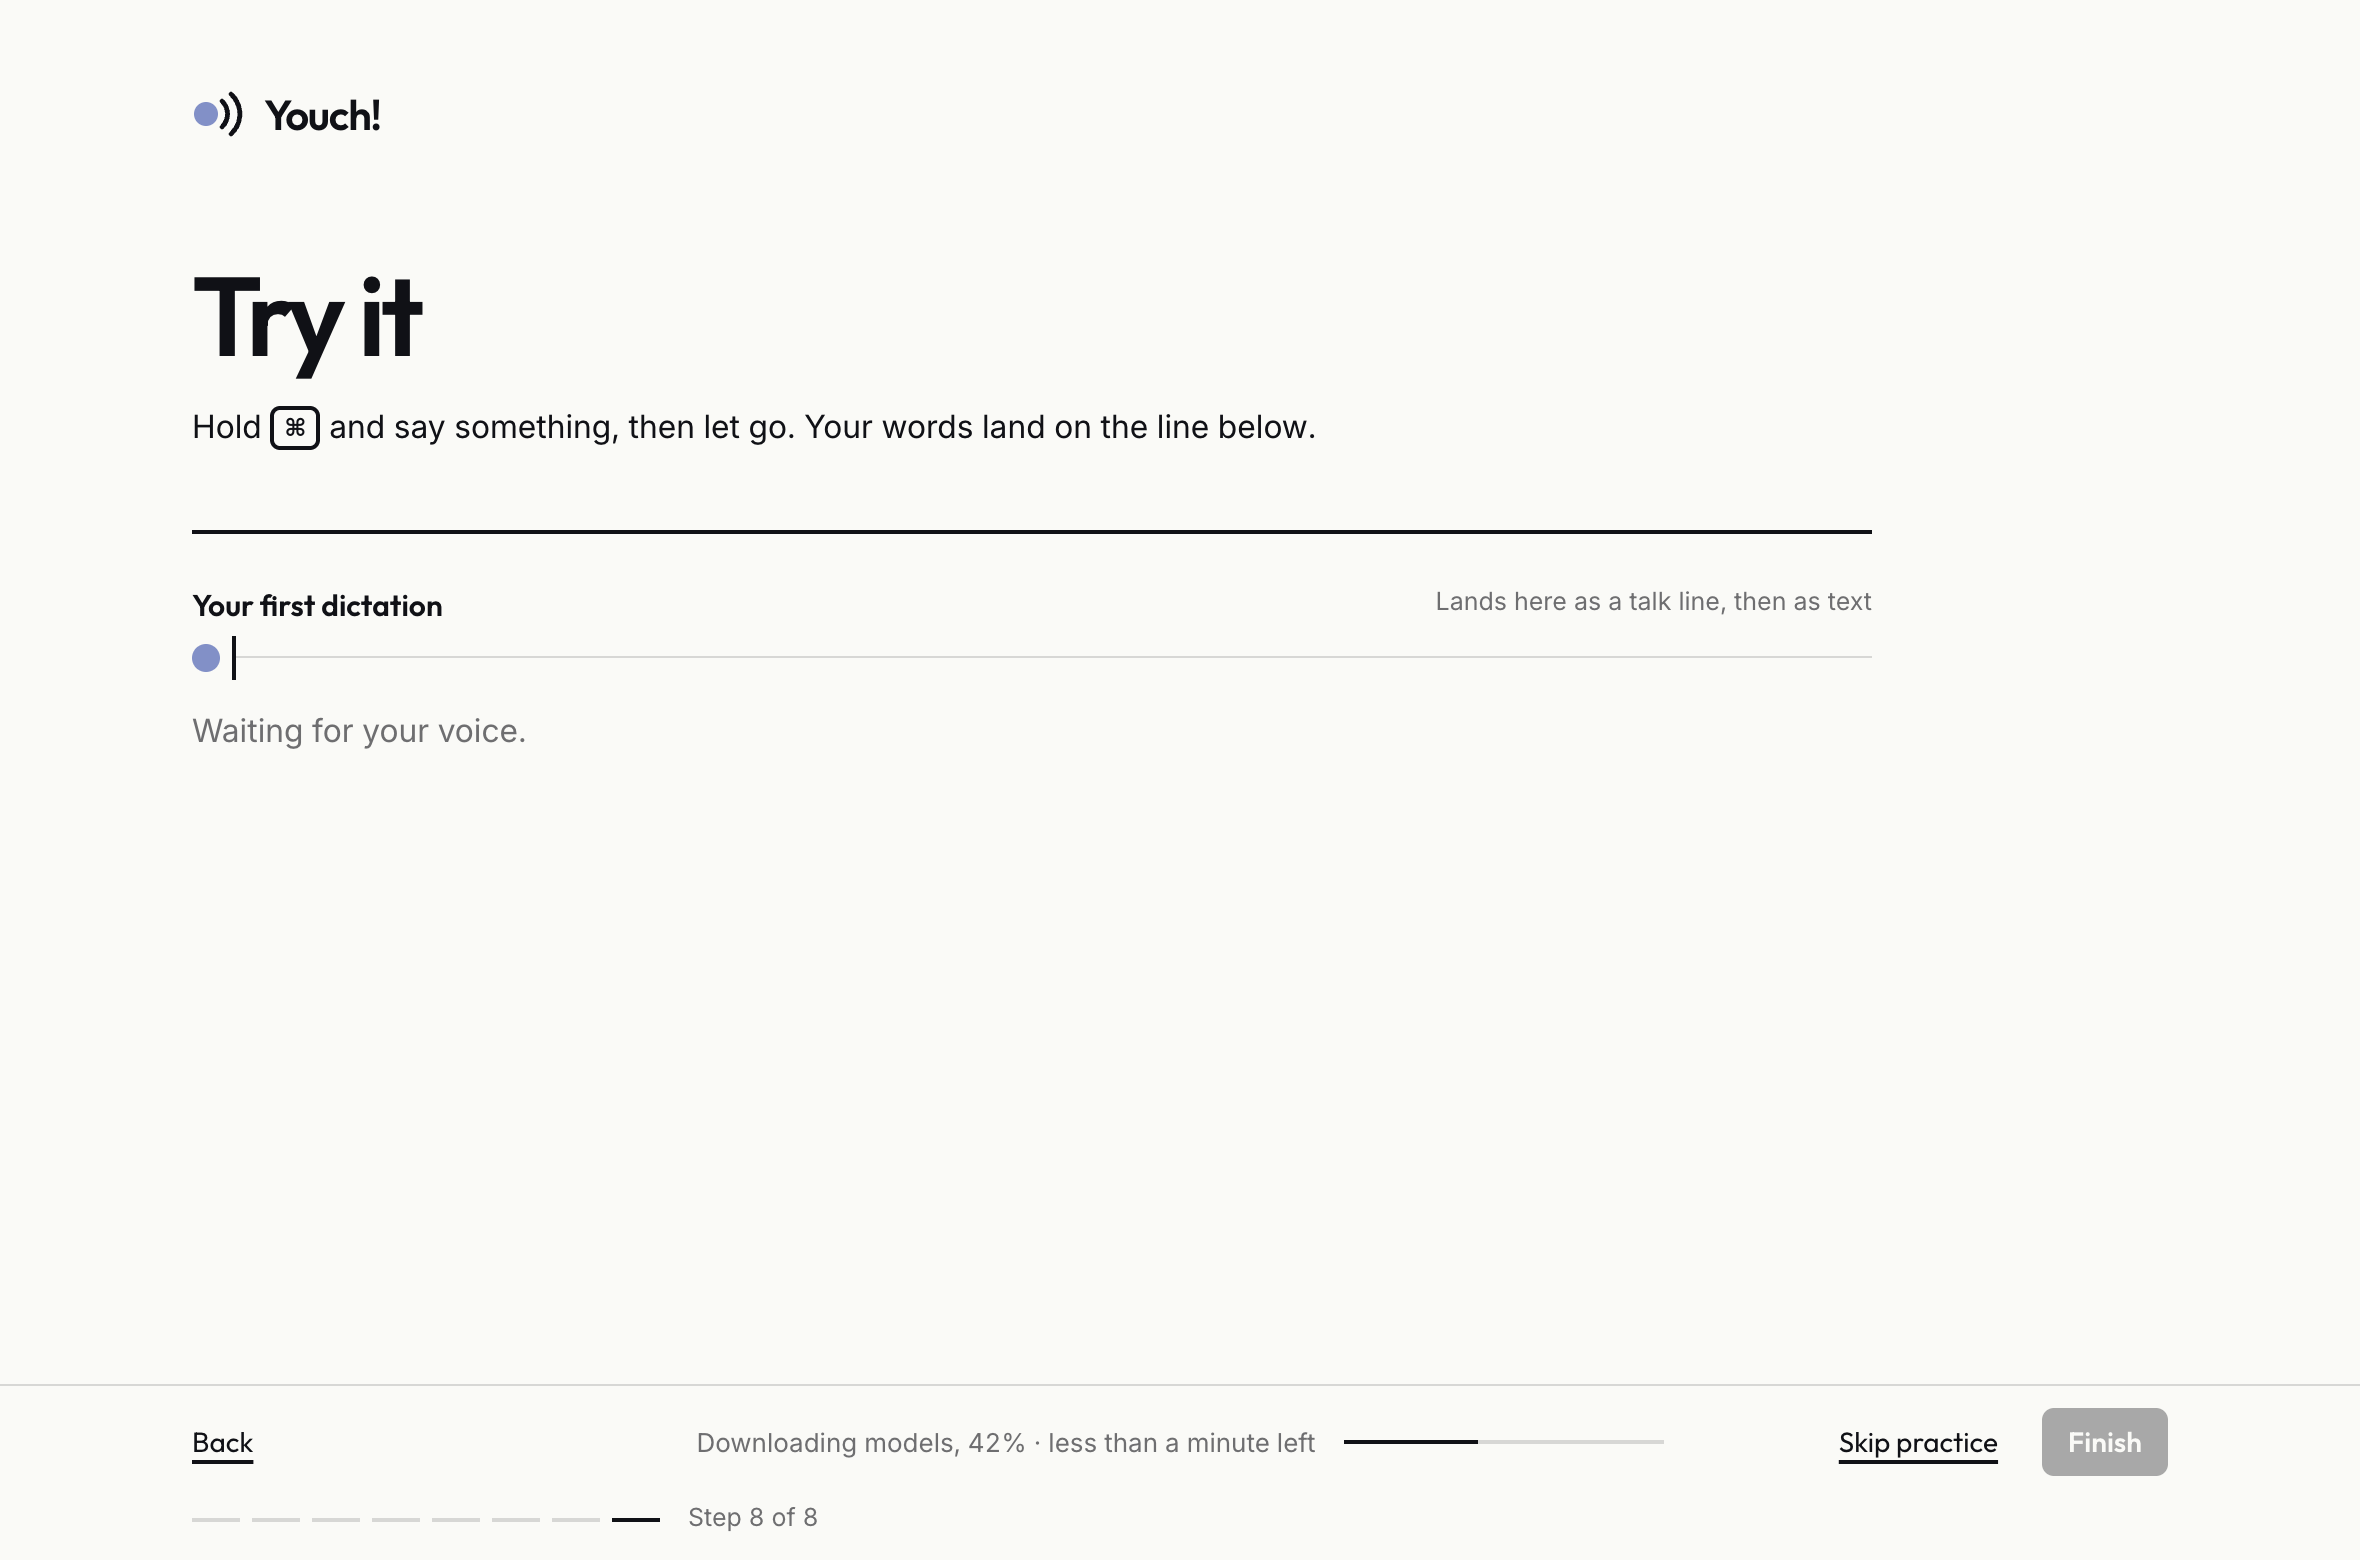 Youch!
Try it
Hold ⌘ and say something, then let go. Your words land on the line below.
Your first dictation
Lands here as a talk line, then as text
Waiting for your voice.
Back
Downloading models, 42% · less than a minute left
Skip practice
Finish
Step 8 of 8